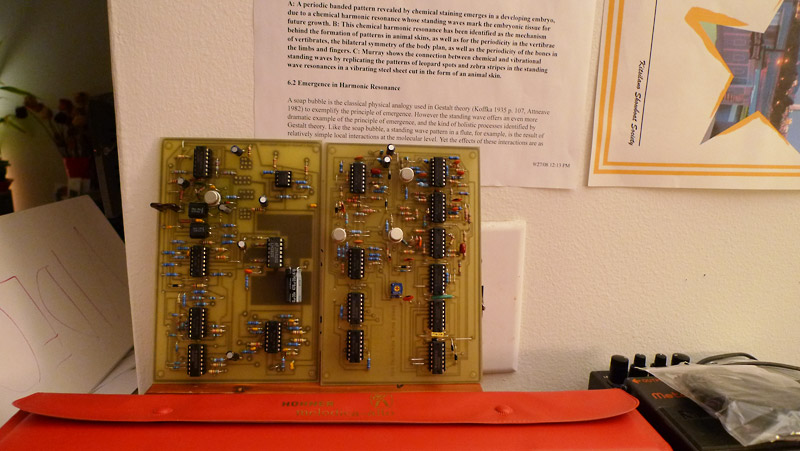 A: A periodic banded pattern revealed by chemical staining emerges in a developing embryo,
due to a chemical harmonic resonance whose standing waves mark the embryonic tissue for
future growth. B: This chemical harmonic resonance has been identified as the mechanism
behind the formation of patterns in animal skins, as well as for the periodicity in the vertibrae
of vertibrates, the bilateral symmetry of the body plan, as well as the periodicity of the bones in
the limbs and fingers. C: Murray shows the connection between chemical and vibrational
standing waves by replicating the patterns of leopard spots and zebra stripes in the standing
wave resonances in a vibrating steel sheet cut in the form of an animal skin.
6.2 Emergence in Harmonic Resonance
A soap bubble is the classical physical analogy used in Gestalt theory (Koffka 1935 p. 107, Attneave
1982) to exemplify the principle of emergence. However the standing wave offers an even more
dramatic example of the principle of emergence, and the kind of holistic processes identified by
Gestalt theory. Like the soap bubble, a standing wave pattern in a flute, for example, is the result of
relatively simple local interactions at the molecular level. Yet the effects of these interactions are as
12:13 PM
Kitsilano Showboat Society